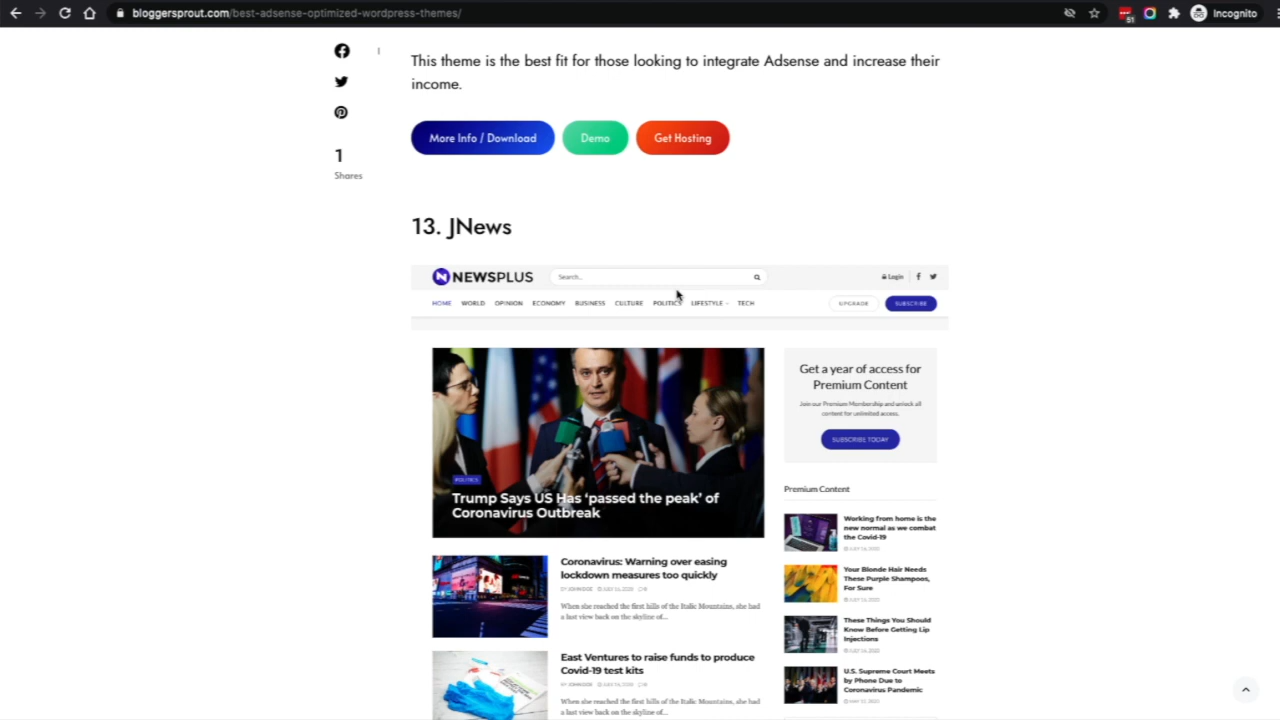 bloggersprout.com/best-adsense-optimized-wordpress-themes/
51
Incognito
1
Shares
This theme is the best fit for those looking to integrate Adsense and increase their
income.
More Info / Download
Demo
Get Hosting
13. JNews
NEWSPLUS
Search...
Login
HOME WORLD OPINION ECONOMY BUSINESS CULTURE POLITICS LIFESTYLE TECH
UPGRADE
SUBSCRIBE
POLITICS
Trump Says US Has ‘passed the peak’ of
Coronavirus Outbreak
Coronavirus: Warning over easing
lockdown measures too quickly
BY JOHN DOE
When she reached the first hills of the Italic Mountains, she had
a last view back on the skyline of...
East Ventures to raise funds to produce
Covid-19 test kits
BY JOHN DOE
When she reached the first hills of the Italic Mountains, she had
a last view back on the skyline of...
Get a year of access for
Premium Content
Join our Premium Membership and unlock all
content for unlimited access.
SUBSCRIBE TODAY
Premium Content
Working from home is the
new normal as we combat
the Covid-19
Your Blonde Hair Needs
These Purple Shampoos,
For Sure
These Things You Should
Know Before Getting Lip
Injections
U.S. Supreme Court Meets
by Phone Due to
Coronavirus Pandemic